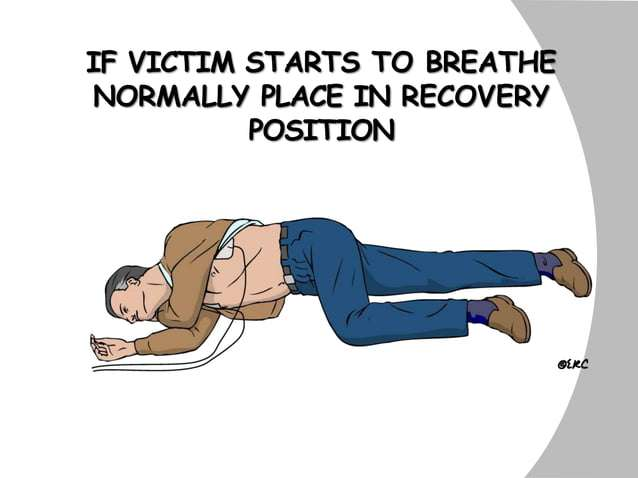 IF VICTIM STARTS TO BREATHE
NORMALLY PLACE IN RECOVERY
POSITION
@ERC